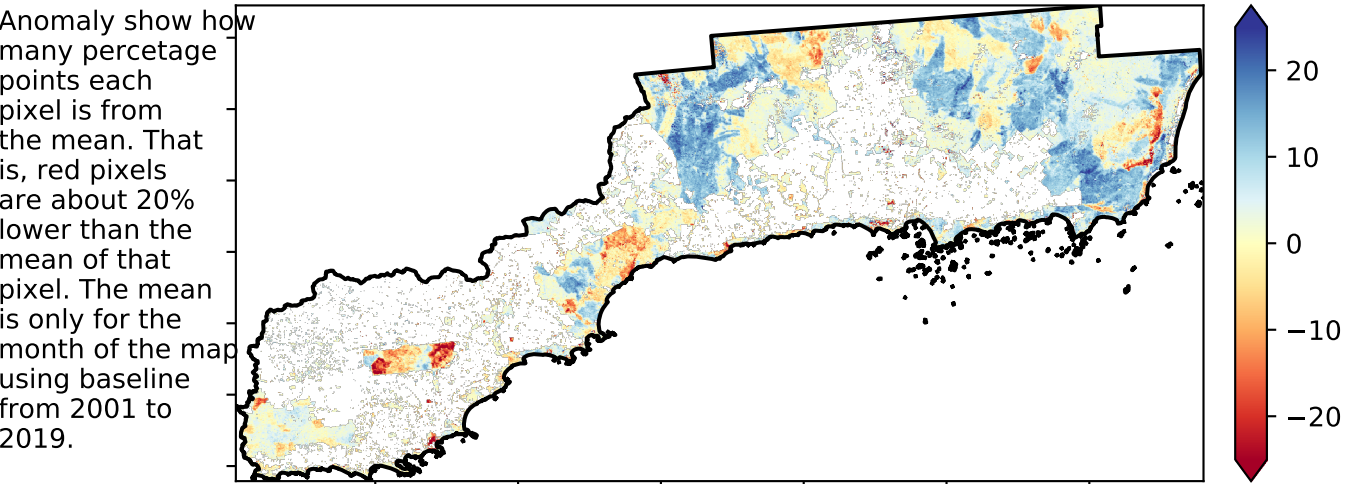 Anomaly show how
many percetage
points each
pixel is from
the mean. That
is, red pixels
are about 20%
lower than the
mean of that
pixel. The mean
is only for the
month of the map
using baseline
from 2001 to
2019.
20
10
0
−10
−20